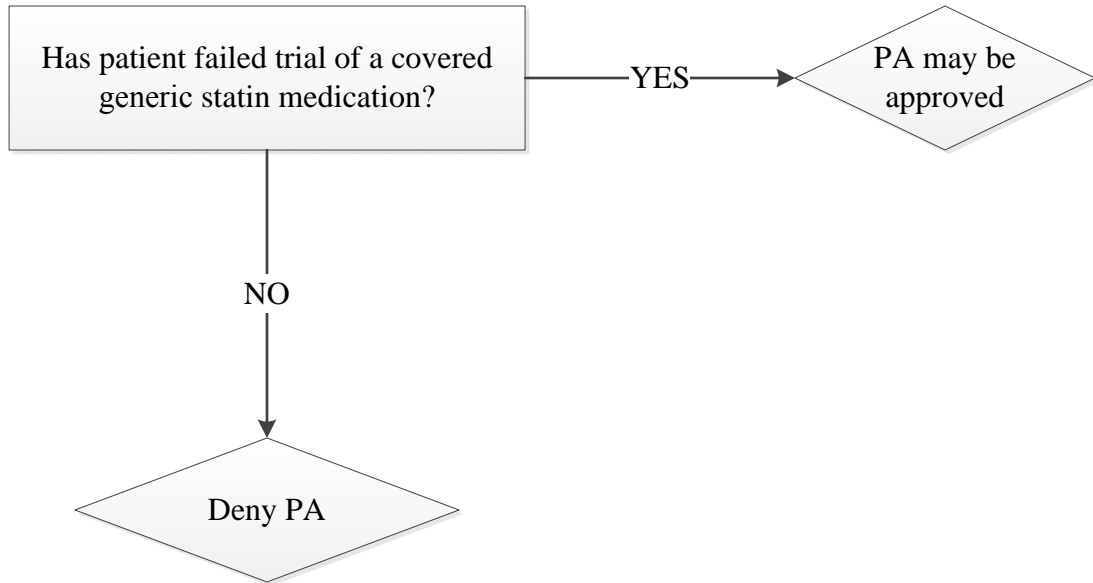 Has patient failed trial of a covered
generic statin medication?
YES
PA may be
approved
NO
Deny PA